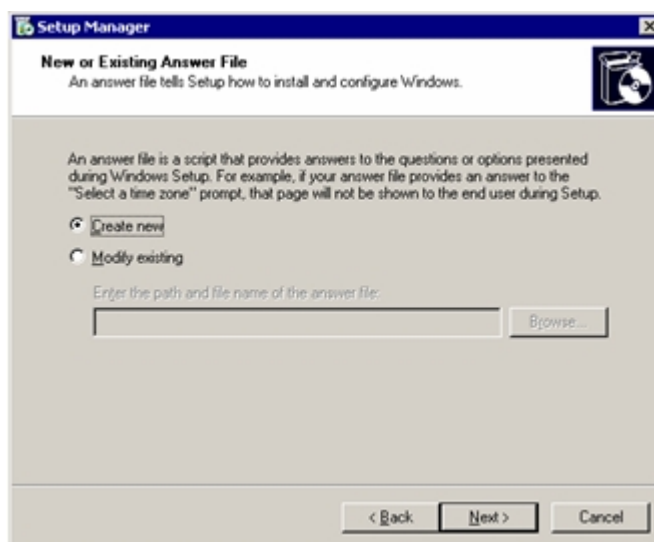 Setup Manager
New or Existing Answer File
An answer file tells Setup how to install and configure Windows.
An answer file is a script that provides answers to the questions or options presented
during Windows Setup. For example, if your answer file provides an answer to the
"Select a time zone" prompt, that page will not be shown to the end user during Setup.
Create new
Modify existing
Enter the path and file name of the answer file:
Browse...
< Back
Next >
Cancel